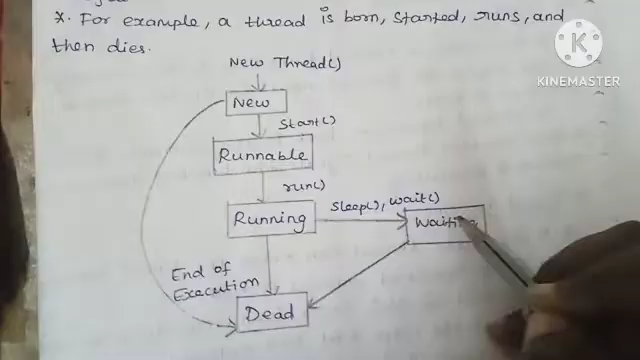 *. For example, a thread is born, started, runs, and
then dies.
KINEMASTER
New Thread()
New
Start()
Runnable
run()
Running
sleep(), wait()
End of
Execution
Dead